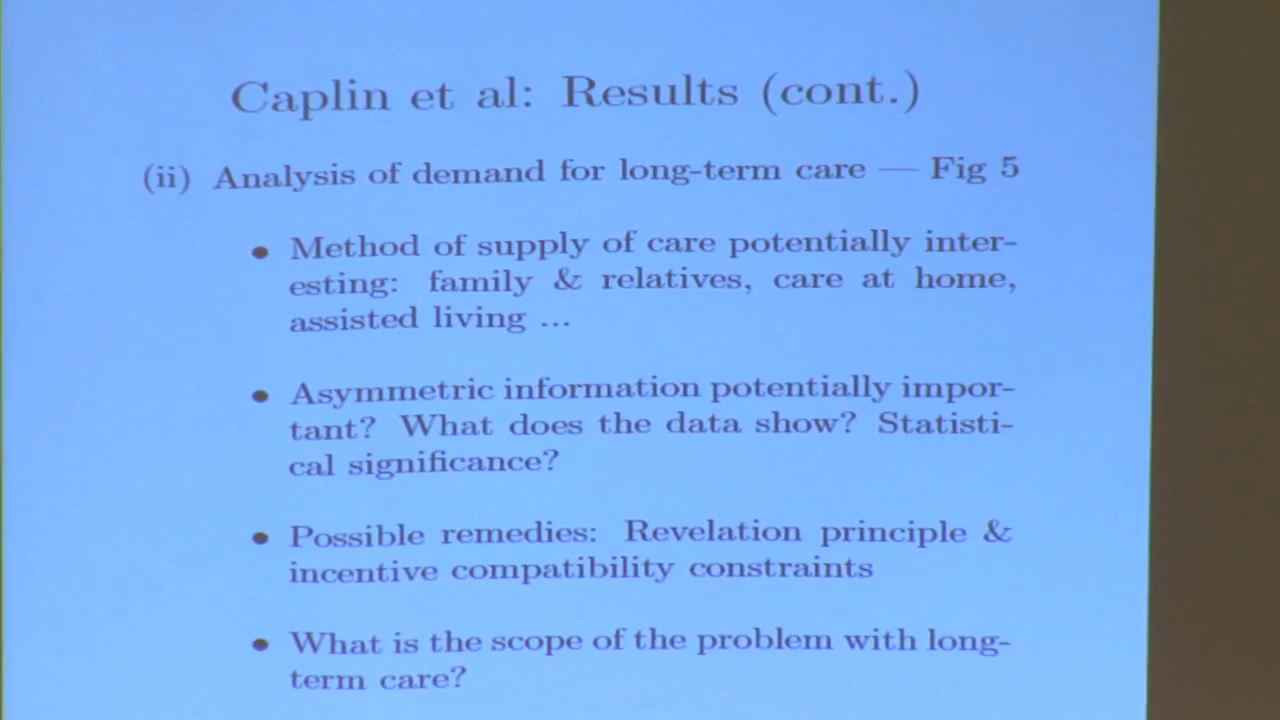 Caplin et al: Results (cont.)
(ii) Analysis of demand for long-term care — Fig 5
• Method of supply of care potentially inter-
esting: family & relatives, care at home,
assisted living ...
• Asymmetric information potentially impor-
tant? What does the data show? Statisti-
cal significance?
• Possible remedies: Revelation principle &
incentive compatibility constraints
• What is the scope of the problem with long-
term care?